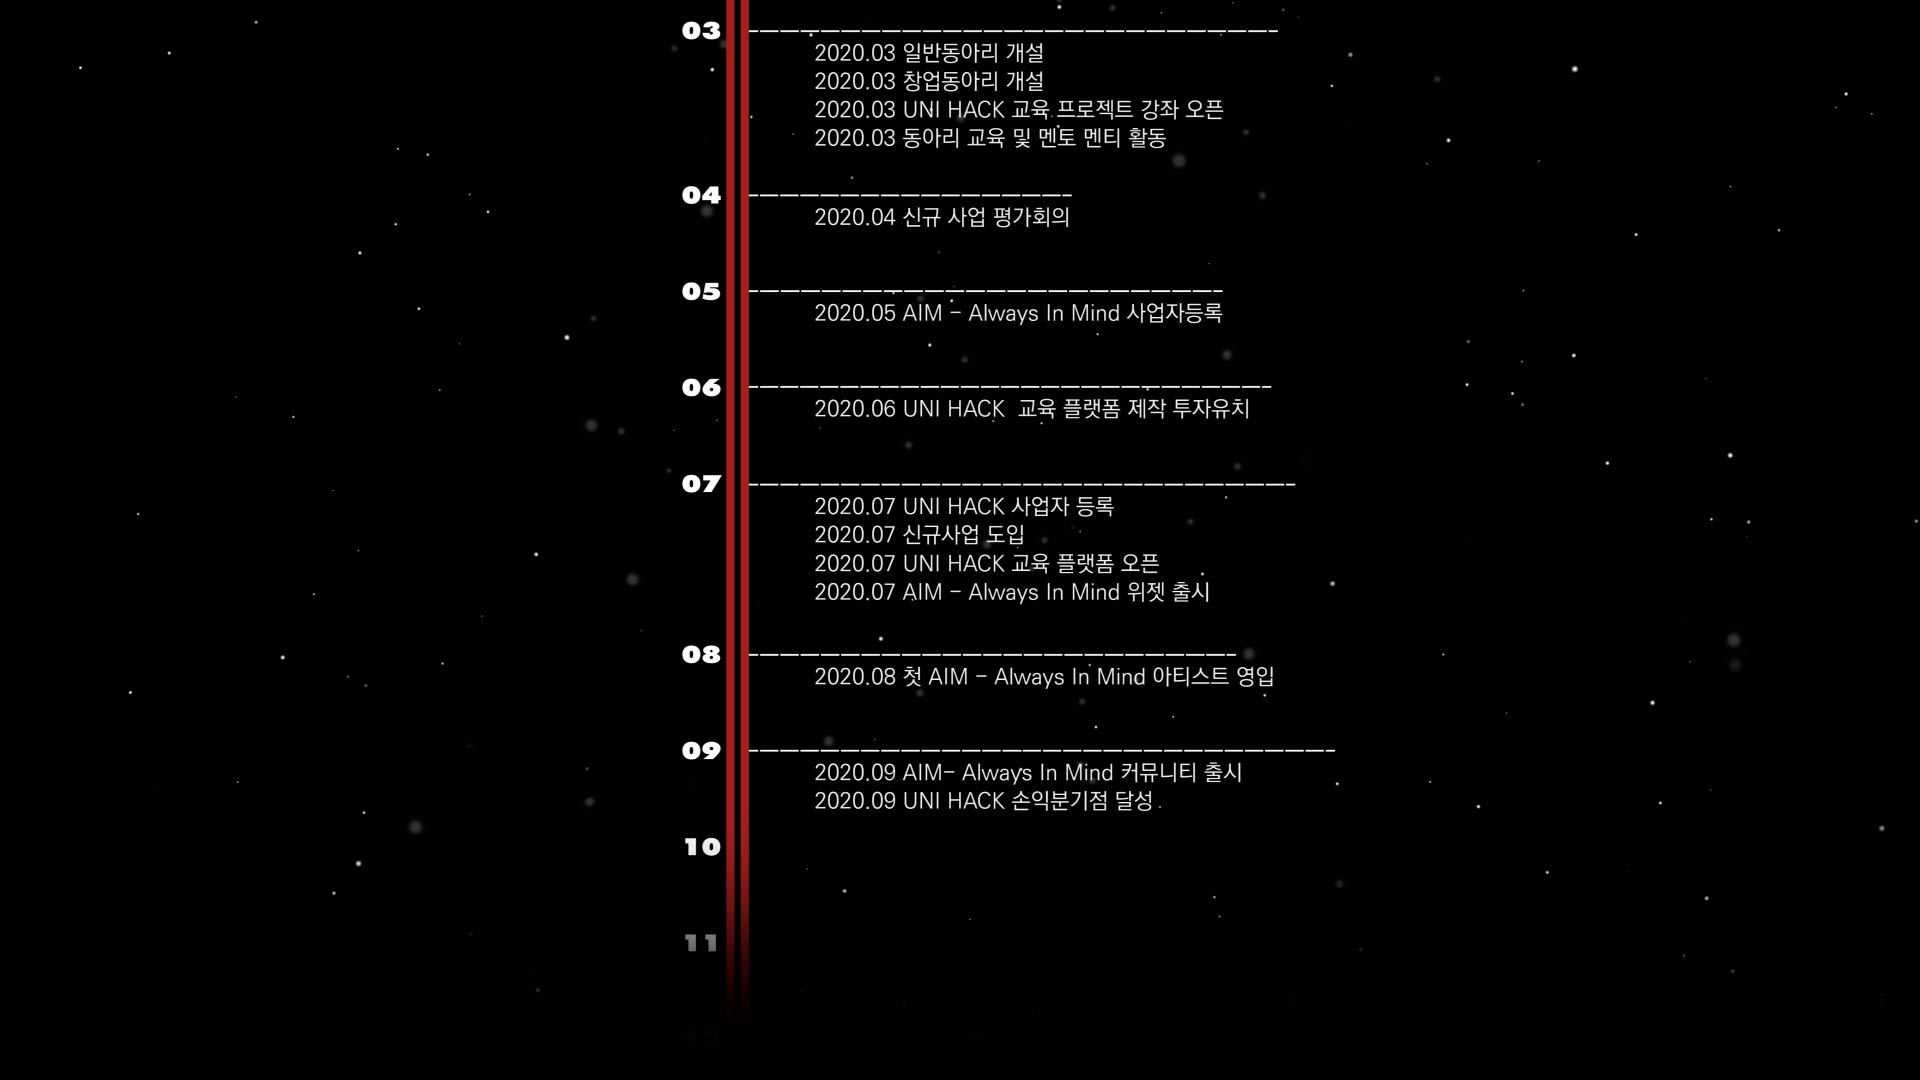 03
2020.03 일반동아리 개설
2020.03 창업동아리 개설
2020.03 UNI HACK 교육 프로젝트 강좌 오픈
2020.03 동아리 교육 및 멘토 멘티 활동
04
2020.04 신규 사업 평가회의
05
2020.05 AIM - Always In Mind 사업자등록
06
2020.06 UNI HACK 교육 플랫폼 제작 투자유치
07
2020.07 UNI HACK 사업자 등록
2020.07 신규사업 도입
2020.07 UNI HACK 교육 플랫폼 오픈
2020.07 AIM - Always In Mind 위젯 출시
08
2020.08 첫 AIM - Always In Mind 아티스트 영입
09
2020.09 AIM- Always In Mind 커뮤니티 출시
2020.09 UNI HACK 손익분기점 달성
10
11
12